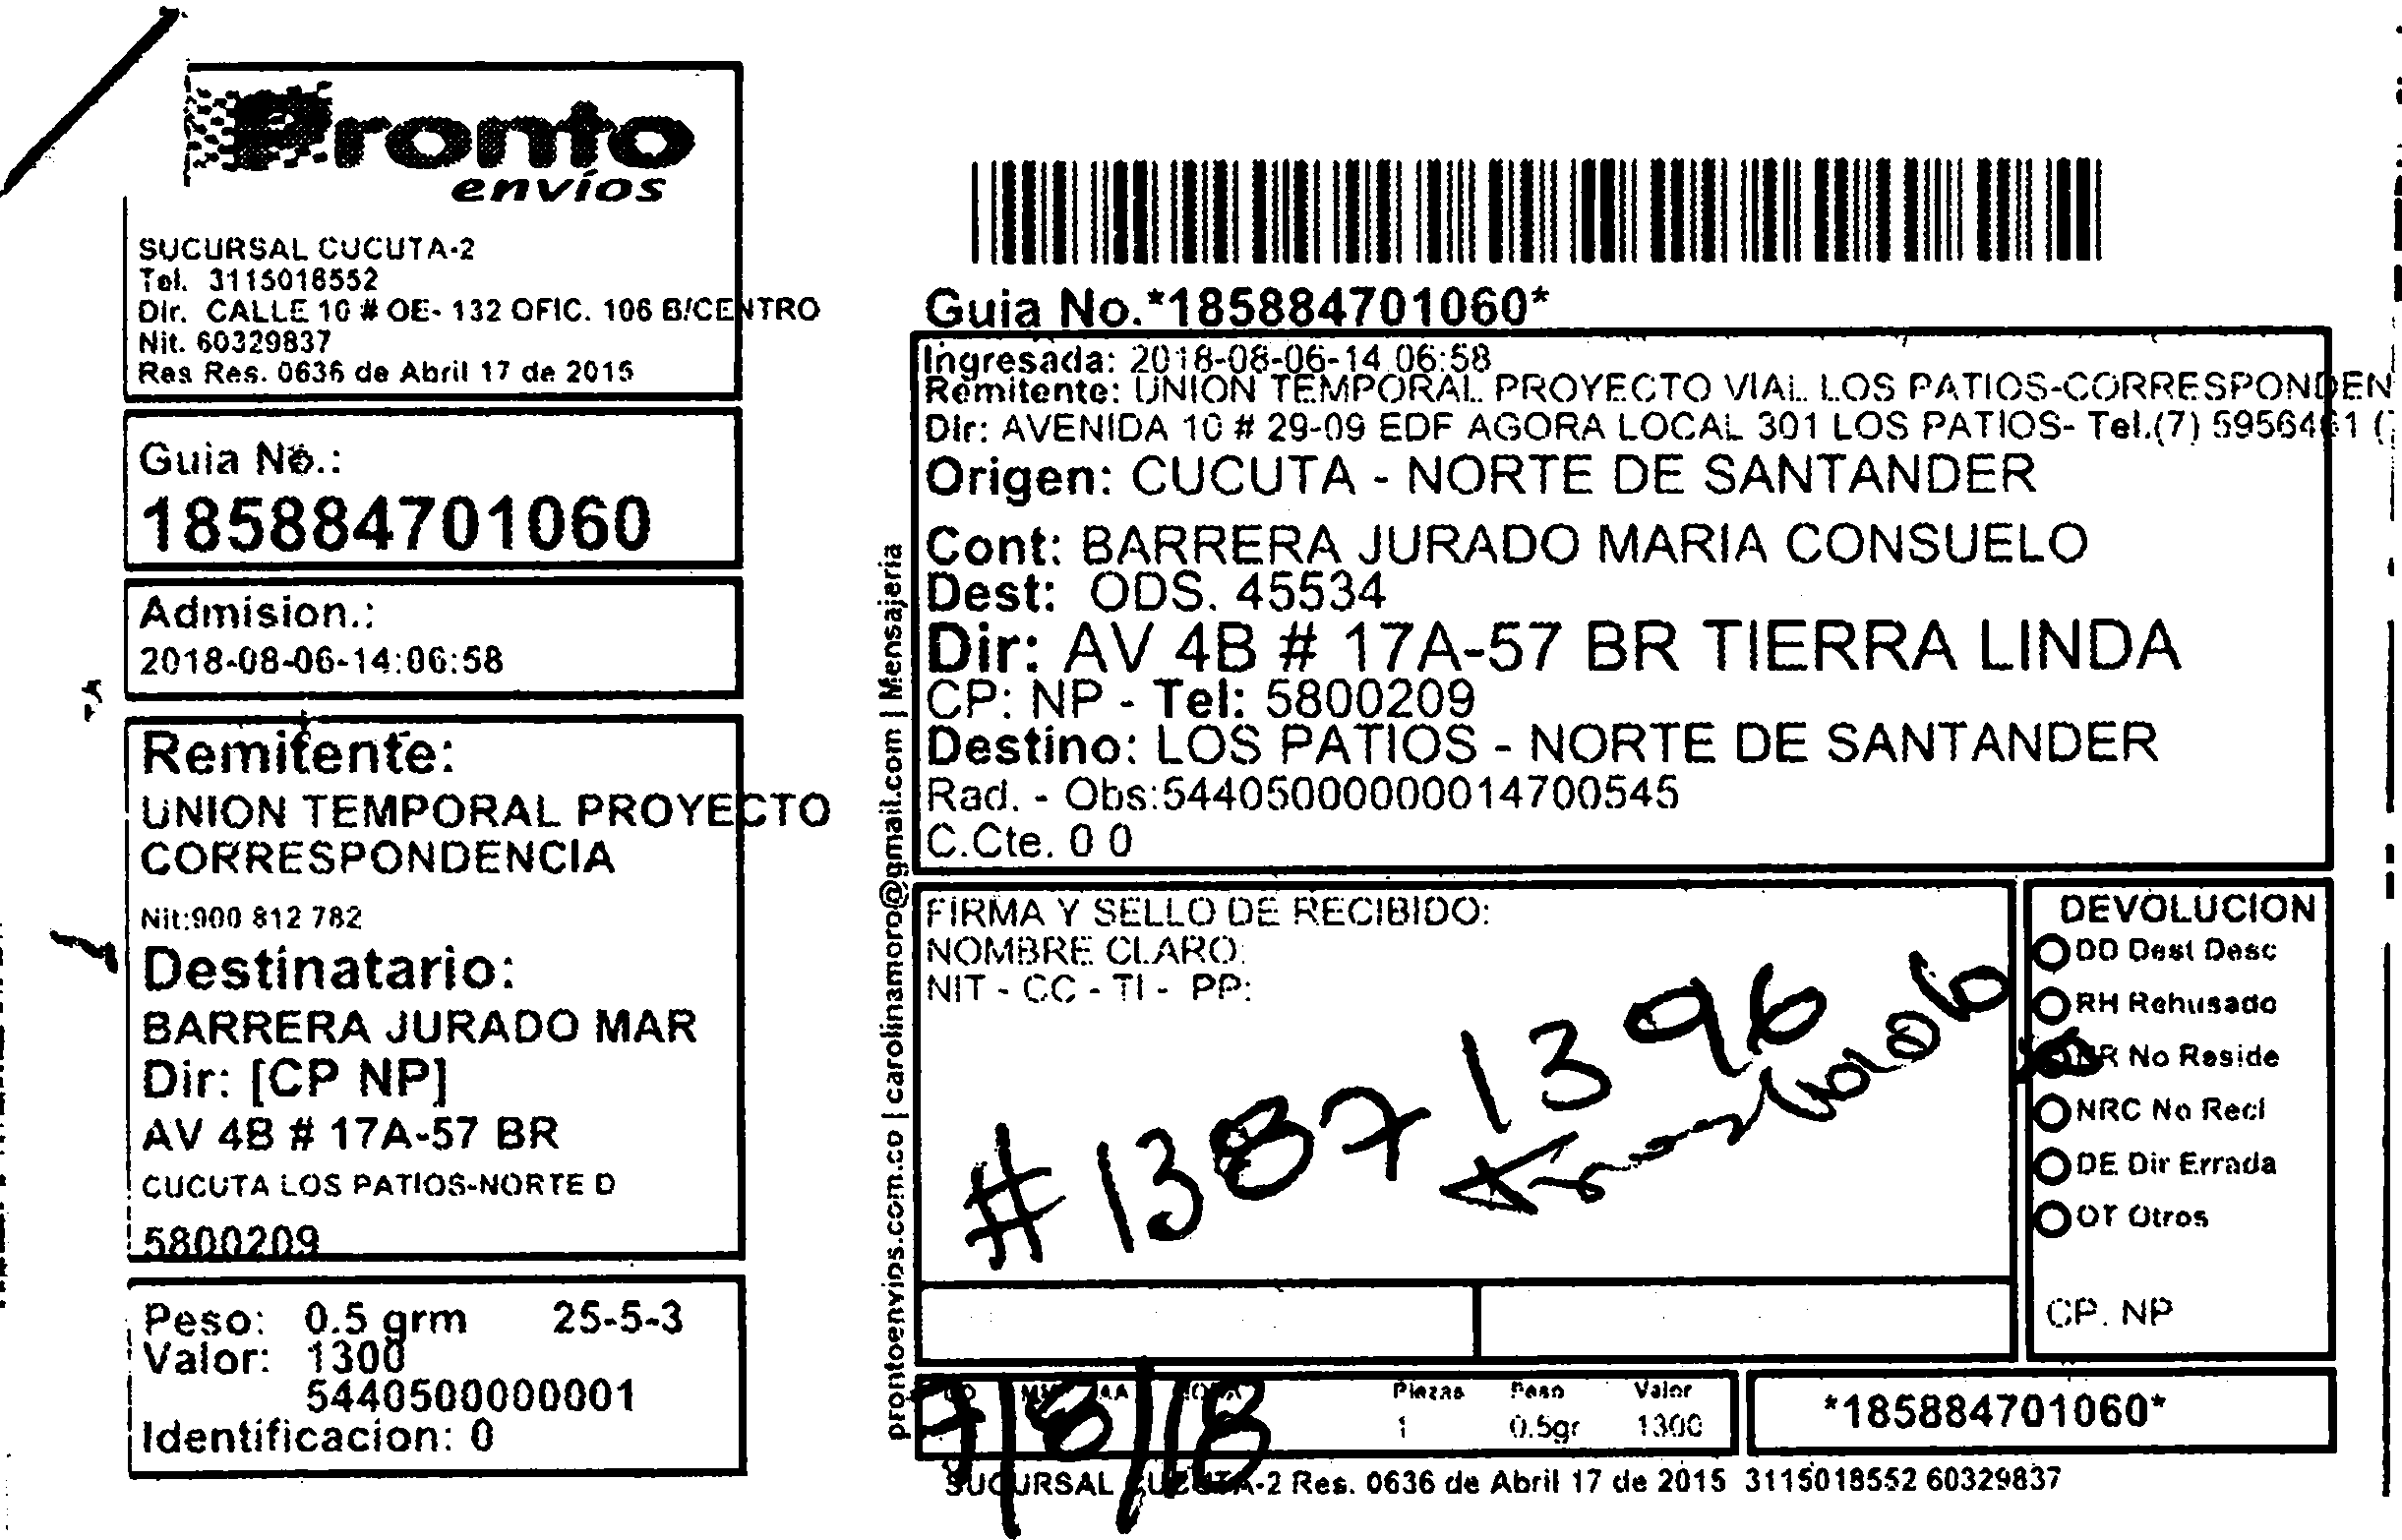 Pronto
envíos
SUCURSAL CUCUTA-2
Tel. 3115018552
Dir. CALLE 10 # OE- 132 OFIC. 106 B/CENTRO
Nit. 60329837
Res Res. 0636 de Abril 17 de 2015
Guia No.:
185884701060
Admision.:
2018-08-06-14:06:58
Remitente:
UNION TEMPORAL PROYECTO
CORRESPONDENCIA
Nit:900 812 782
Destinatario:
BARRERA JURADO MAR
Dir: [CP NP]
AV 4B # 17A-57 BR
CUCUTA LOS PATIOS-NORTE D
5800209
Peso: 0.5 grm 25-5-3
Valor: 1300
5440500000001
Identificacion: 0
prontoenvios.com.co | carolinamoro@gmail.com | Mensajeria
Guia No.*185884701060*
Ingresada: 2018-08-06-14:06:58
Remitente: UNION TEMPORAL PROYECTO VIAL LOS PATIOS-CORRESPONDEN
Dir: AVENIDA 10 # 29-09 EDF AGORA LOCAL 301 LOS PATIOS- Tel.(7) 5956461 (
Origen: CUCUTA - NORTE DE SANTANDER
Cont: BARRERA JURADO MARIA CONSUELO
Dest: ODS. 45534
Dir: AV 4B # 17A-57 BR TIERRA LINDA
CP: NP - Tel: 5800209
Destino: LOS PATIOS - NORTE DE SANTANDER
Rad. - Obs:544050000000014700545
C.Cte. 0 0
FIRMA Y SELLO DE RECIBIDO:
NOMBRE CLARO:
NIT - CC - TI - PP:
#13871396
DEVOLUCION
DD Dest Desc
RH Rehusado
NR No Reside
NRC No Recl
DE Dir Errada
OT Otros
CP. NP
Piezas Peso Valor
1 0.5gr 1300
9/8/18
*185884701060*
SUCURSAL CUCUTA-2 Res. 0636 de Abril 17 de 2015 3115018552 60329837